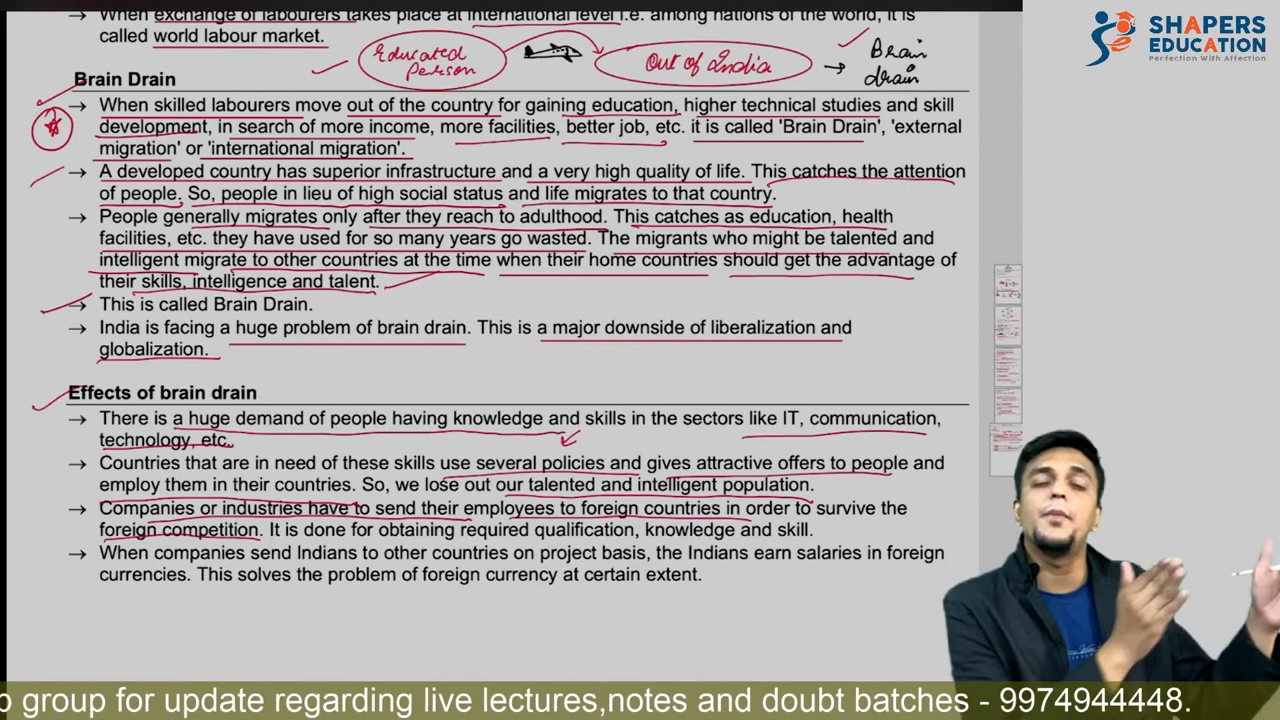 → When exchange of labourers takes place at international level i.e. among nations of the world, it is
called world labour market.
SHAPERS
EDUCATION
Perfection With Affection
Educated
person
Out of India
→ Brain
drain
Brain Drain
→ When skilled labourers move out of the country for gaining education, higher technical studies and skill
development, in search of more income, more facilities, better job, etc. it is called 'Brain Drain', 'external
migration' or 'international migration'.
→ A developed country has superior infrastructure and a very high quality of life. This catches the attention
of people. So, people in lieu of high social status and life migrates to that country.
→ People generally migrates only after they reach to adulthood. This catches as education, health
facilities, etc. they have used for so many years go wasted. The migrants who might be talented and
intelligent migrate to other countries at the time when their home countries should get the advantage of
their skills, intelligence and talent.
→ This is called Brain Drain.
→ India is facing a huge problem of brain drain. This is a major downside of liberalization and
globalization.
Effects of brain drain
→ There is a huge demand of people having knowledge and skills in the sectors like IT, communication,
technology, etc.
→ Countries that are in need of these skills use several policies and gives attractive offers to people and
employ them in their countries. So, we lose out our talented and intelligent population.
→ Companies or industries have to send their employees to foreign countries in order to survive the
foreign competition. It is done for obtaining required qualification, knowledge and skill.
→ When companies send Indians to other countries on project basis, the Indians earn salaries in foreign
currencies. This solves the problem of foreign currency at certain extent.
group for update regarding live lectures,notes and doubt batches - 9974944448.